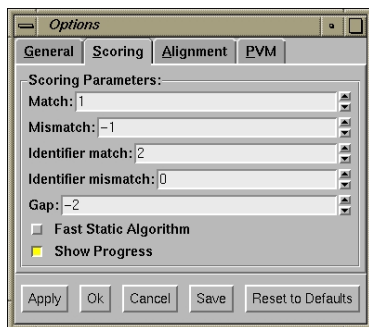 Options
General Scoring Alignment PVM
Scoring Parameters:
Match: 1
Mismatch: -1
Identifier match: 2
Identifier mismatch: 0
Gap: -2
Fast Static Algorithm
Show Progress
Apply Ok Cancel Save Reset to Defaults